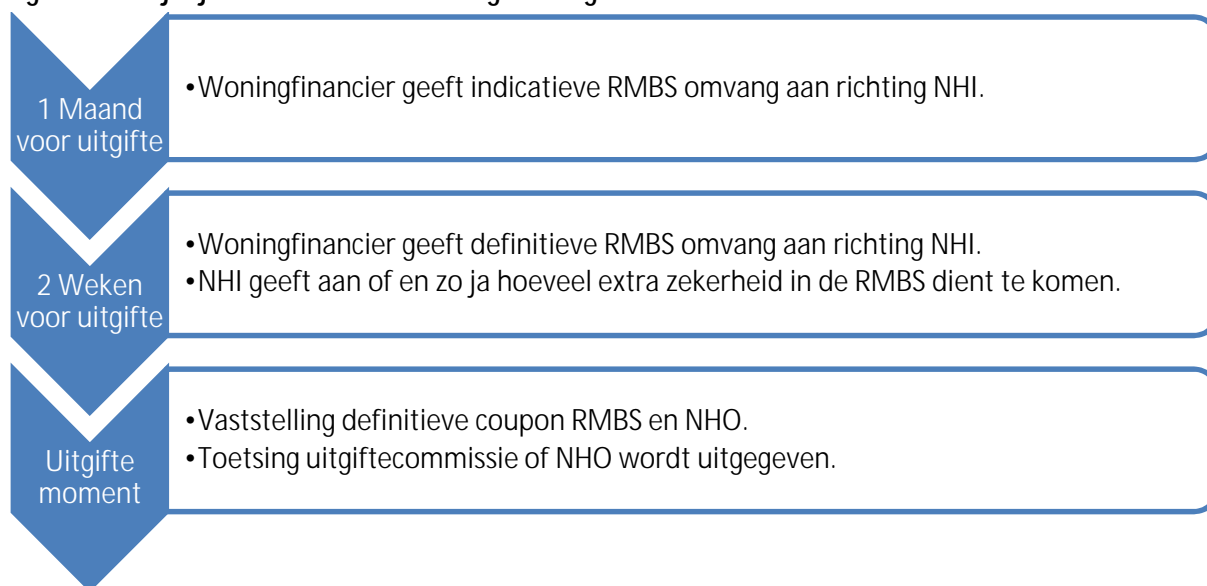 1 Maand
voor uitgifte
•Woningfinancier geeft indicatieve RMBS omvang aan richting NHI.
2 Weken
voor uitgifte
•Woningfinancier geeft definitieve RMBS omvang aan richting NHI.
•NHI geeft aan of en zo ja hoeveel extra zekerheid in de RMBS dient te komen.
Uitgifte
moment
•Vaststelling definitieve coupon RMBS en NHO.
•Toetsing uitgiftecommissie of NHO wordt uitgegeven.